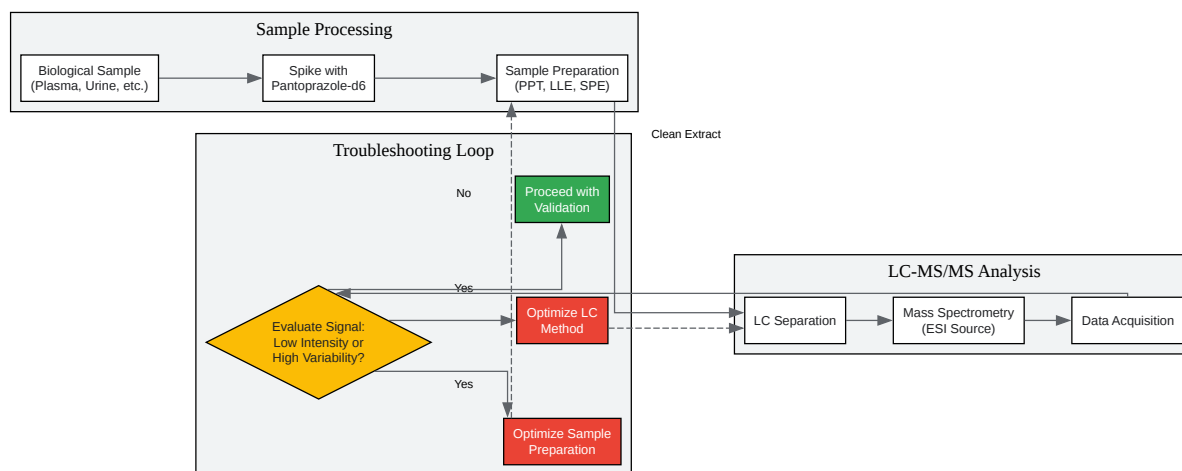 Sample Processing
Biological Sample
(Plasma, Urine, etc.)
Spike with
Pantoprazole-d6
Sample Preparation
(PPT, LLE, SPE)
Clean Extract
Troubleshooting Loop
No
Proceed with
Validation
Yes
Evaluate Signal:
Low Intensity or
High Variability?
Optimize LC
Method
Yes
Optimize Sample
Preparation
LC-MS/MS Analysis
LC Separation
Mass Spectrometry
(ESI Source)
Data Acquisition